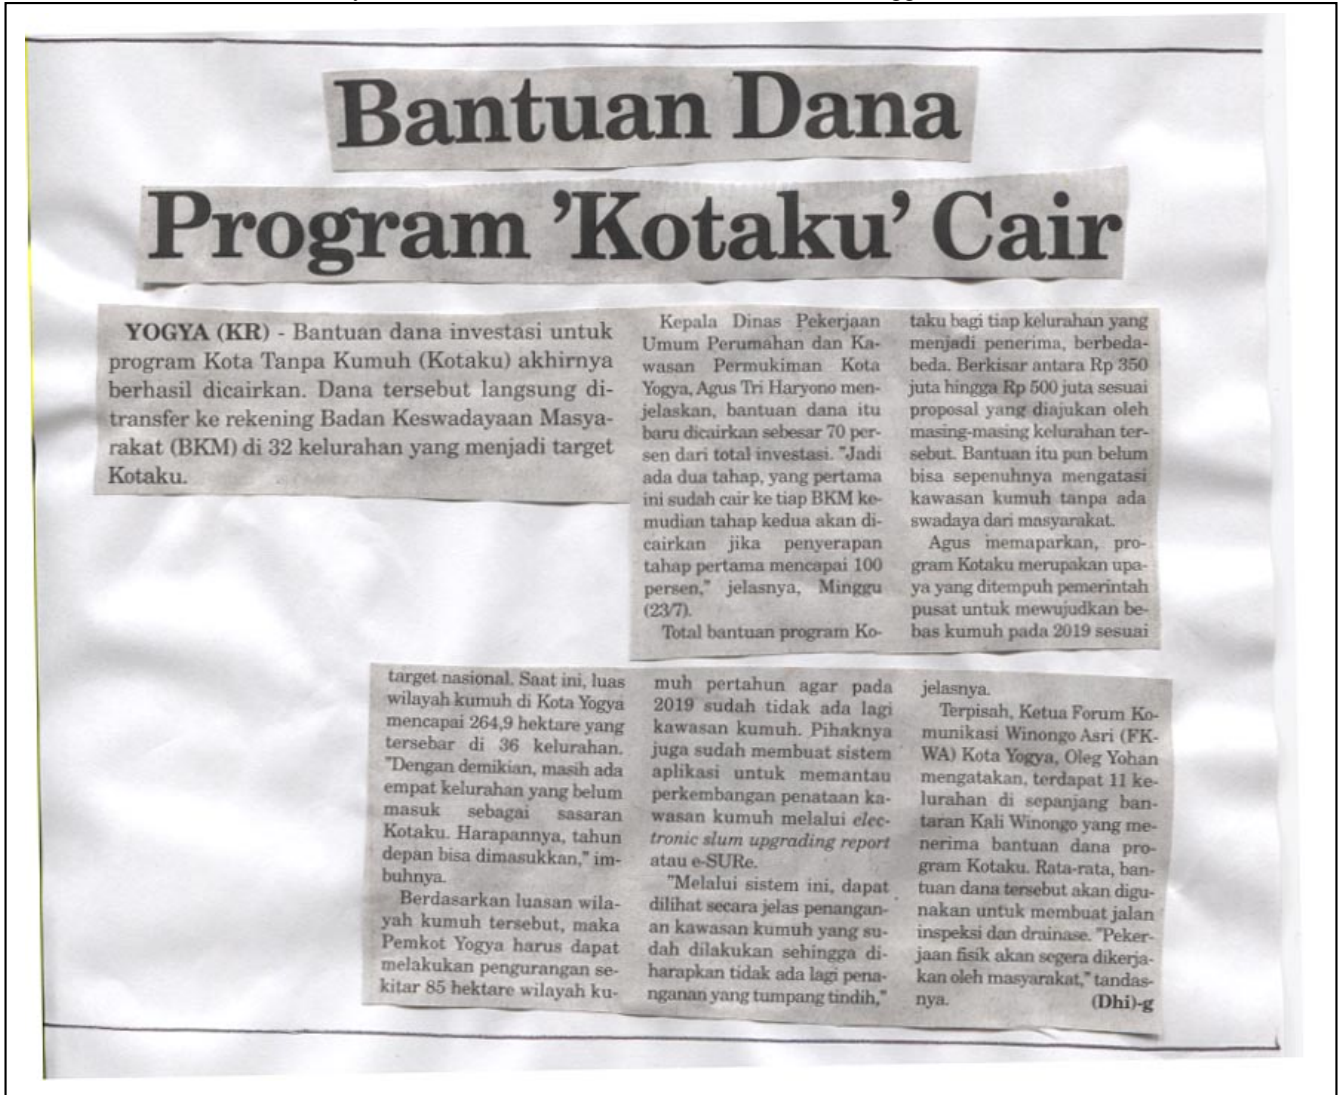 Bantuan Dana
Program 'Kotaku' Cair
YOGYA (KR) - Bantuan dana investasi untuk
program Kota Tanpa Kumuh (Kotaku) akhirnya
berhasil dicairkan. Dana tersebut langsung di-
transfer ke rekening Badan Keswadayaan Masya-
rakat (BKM) di 32 kelurahan yang menjadi target
Kotaku.
Kepala Dinas Pekerjaan
Umum Perumahan dan Ka-
wasan Permukiman Kota
Yogya, Agus Tri Haryono men-
jelaskan, bantuan dana itu
baru dicairkan sebesar 70 per-
sen dari total investasi. "Jadi
ada dua tahap, yang pertama
ini sudah cair ke tiap BKM ke-
mudian tahap kedua akan di-
cairkan jika penyerapan
tahap pertama mencapai 100
persen," jelasnya, Minggu
(23/7).
Total bantuan program Ko-
taku bagi tiap kelurahan yang
menjadi penerima, berbeda-
beda. Berkisar antara Rp 350
juta hingga Rp 500 juta sesuai
proposal yang diajukan oleh
masing-masing kelurahan ter-
sebut. Bantuan itu pun belum
bisa sepenuhnya mengatasi
kawasan kumuh tanpa ada
swadaya dari masyarakat.
Agus memaparkan, pro-
gram Kotaku merupakan upa-
ya yang ditempuh pemerintah
pusat untuk mewujudkan be-
bas kumuh pada 2019 sesuai
target nasional. Saat ini, luas
wilayah kumuh di Kota Yogya
mencapai 264,9 hektare yang
tersebar di 36 kelurahan.
"Dengan demikian, masih ada
empat kelurahan yang belum
masuk sebagai sasaran
Kotaku. Harapannya, tahun
depan bisa dimasukkan," im-
buhnya.
Berdasarkan luasan wila-
yah kumuh tersebut, maka
Pemkot Yogya harus dapat
melakukan pengurangan se-
kitar 85 hektare wilayah ku-
muh pertahun agar pada
2019 sudah tidak ada lagi
kawasan kumuh. Pihaknya
juga sudah membuat sistem
aplikasi untuk memantau
perkembangan penataan ka-
wasan kumuh melalui elec-
tronic slum upgrading report
atau e-SURe.
"Melalui sistem ini, dapat
dilihat secara jelas penangan-
an kawasan kumuh yang su-
dah dilakukan sehingga di-
harapkan tidak ada lagi pena-
nganan yang tumpang tindih,"
jelasnya.
Terpisah, Ketua Forum Ko-
munikasi Winongo Asri (FK-
WA) Kota Yogya, Oleg Yohan
mengatakan, terdapat 11 ke-
lurahan di sepanjang ban-
taran Kali Winongo yang me-
nerima bantuan dana pro-
gram Kotaku. Rata-rata, ban-
tuan dana tersebut akan digu-
nakan untuk membuat jalan
inspeksi dan drainase. "Peker-
jaan fisik akan segera dikerja-
kan oleh masyarakat," tandas-
nya. (Dhi)-g